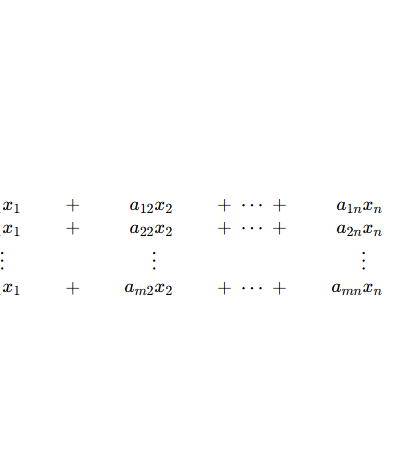 x₁ + a₁₂x₂ + ⋯ + a₁ₙxₙ
x₁ + a₂₂x₂ + ⋯ + a₂ₙxₙ
⋮ ⋮ ⋮
x₁ + aₘ₂x₂ + ⋯ + aₘₙxₙ